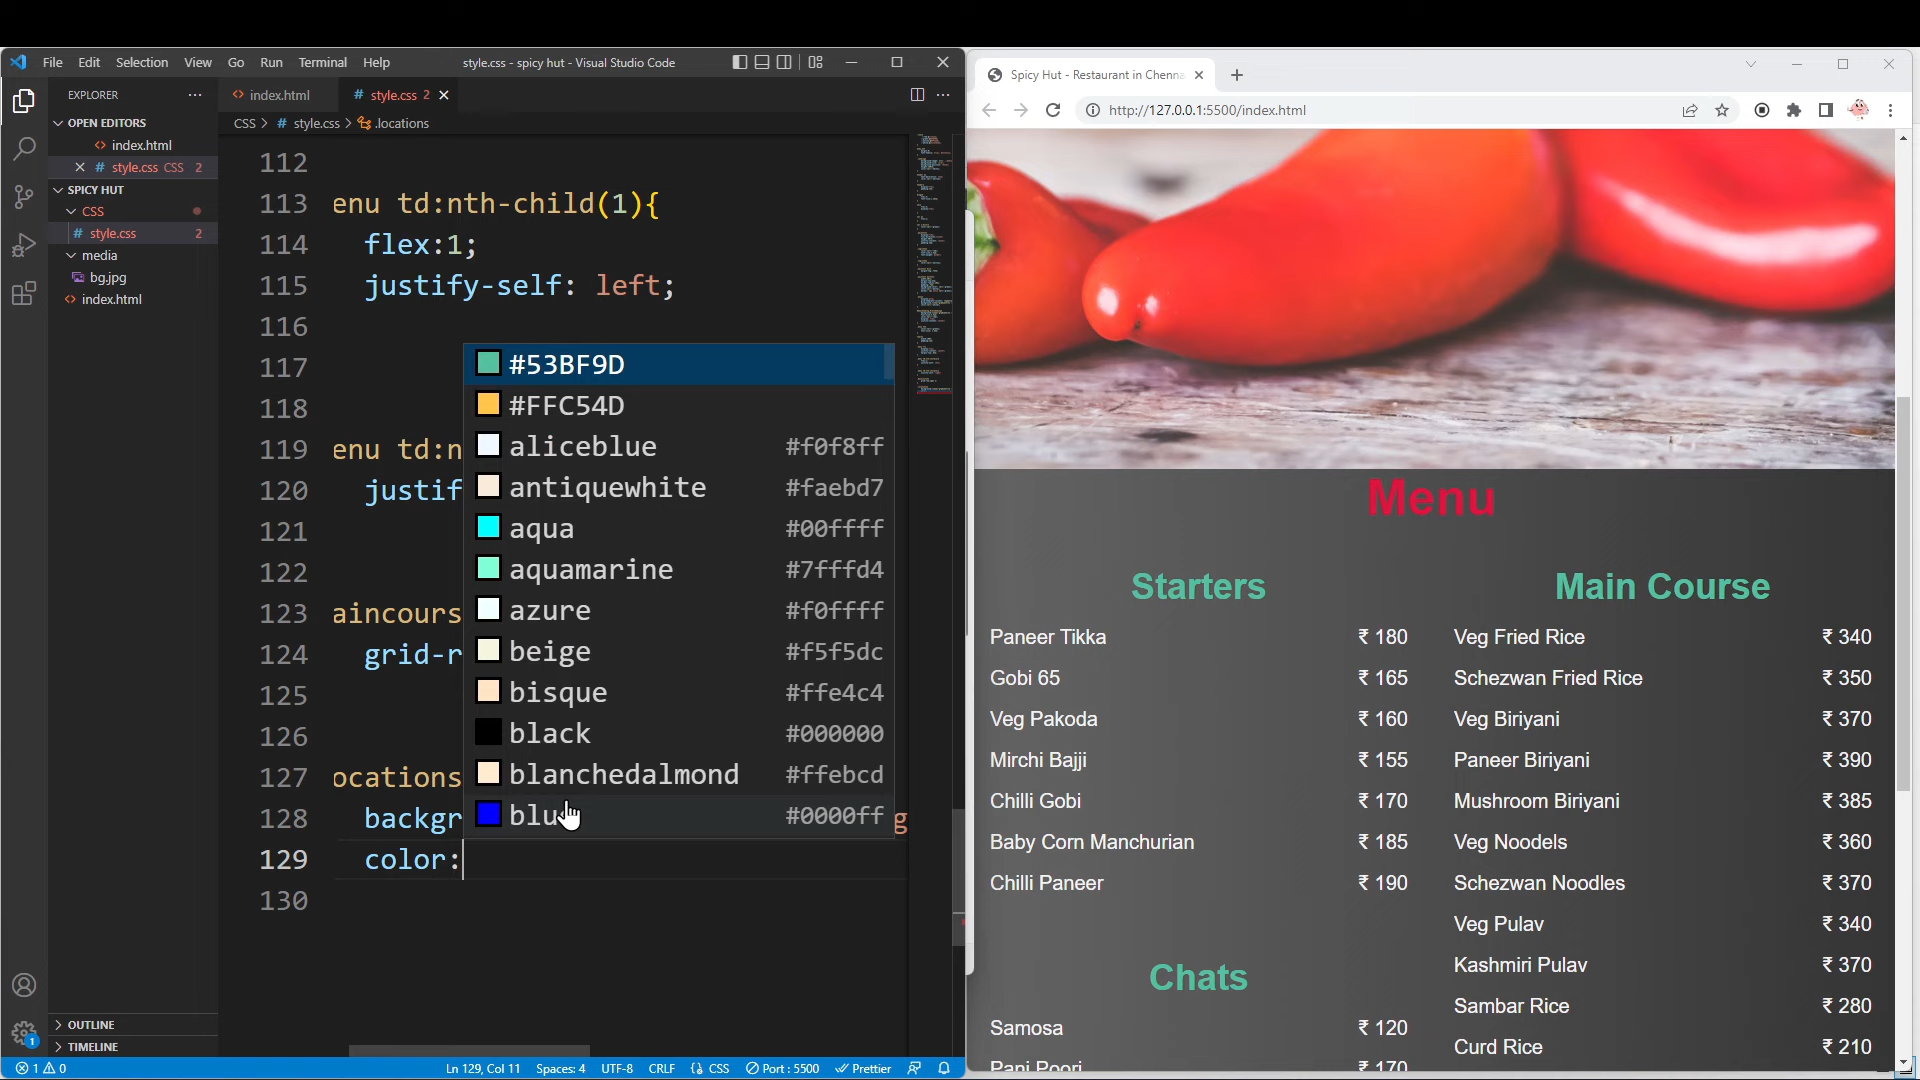 File Edit Selection View Go Run Terminal Help
style.css - spicy hut - Visual Studio Code
EXPLORER
OPEN EDITORS
index.html
style.css CSS 2
SPICY HUT
CSS
style.css 2
media
bg.jpg
index.html
OUTLINE
TIMELINE
index.html
style.css 2
CSS > # style.css > .locations
112
113 enu td:nth-child(1){
114 flex:1;
115 justify-self: left;
116
117
118
119 enu td:n
120 justif
121
122
123 aincours
124 grid-r
125
126
127 ocations
128 backgr g
129 color:
130
#53BF9D
#FFC54D
aliceblue #f0f8ff
antiquewhite #faebd7
aqua #00ffff
aquamarine #7fffd4
azure #f0ffff
beige #f5f5dc
bisque #ffe4c4
black #000000
blanchedalmond #ffebcd
blu #0000ff
1 0
Ln 129, Col 11 Spaces: 4 UTF-8 CRLF {} CSS Port : 5500 Prettier
1
Spicy Hut - Restaurant in Chenna
http://127.0.0.1:5500/index.html
Menu
Starters
Paneer Tikka ₹ 180
Gobi 65 ₹ 165
Veg Pakoda ₹ 160
Mirchi Bajji ₹ 155
Chilli Gobi ₹ 170
Baby Corn Manchurian ₹ 185
Chilli Paneer ₹ 190
Chats
Samosa ₹ 120
Pani Poori ₹ 170
Main Course
Veg Fried Rice ₹ 340
Schezwan Fried Rice ₹ 350
Veg Biriyani ₹ 370
Paneer Biriyani ₹ 390
Mushroom Biriyani ₹ 385
Veg Noodels ₹ 360
Schezwan Noodles ₹ 370
Veg Pulav ₹ 340
Kashmiri Pulav ₹ 370
Sambar Rice ₹ 280
Curd Rice ₹ 210